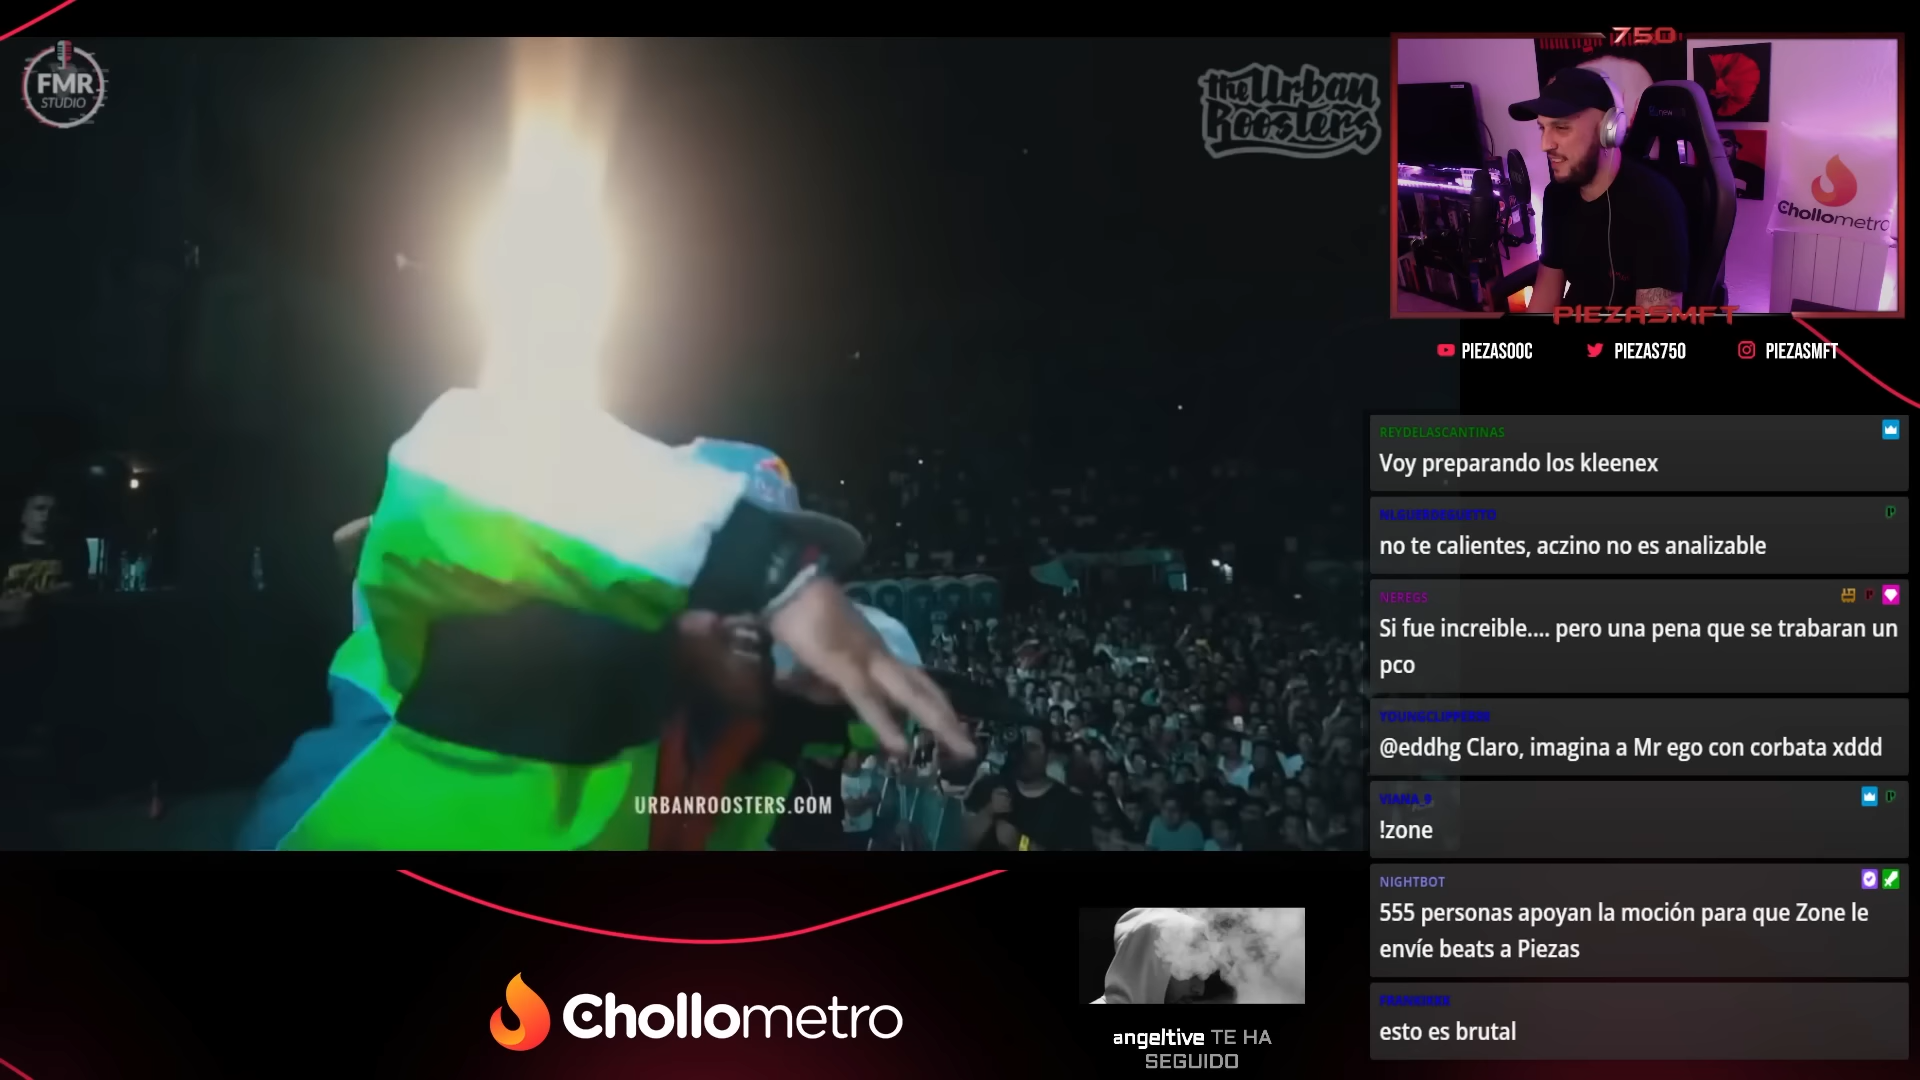 FMR
STUDIO
the Urban
Roosters
750
Chollometro
PIEZASMFT
PIEZASOOC
PIEZAS750
PIEZASMFT
REYDELASCANTINAS
Voy preparando los kleenex
no te calientes, aczino no es analizable
NEREGS
Si fue increible.... pero una pena que se trabaran un
pco
@eddhg Claro, imagina a Mr ego con corbata xddd
VIANA_9
!zone
NIGHTBOT
555 personas apoyan la moción para que Zone le
envíe beats a Piezas
esto es brutal
URBANROOSTERS.COM
Chollometro
angeltive TE HA
SEGUIDO